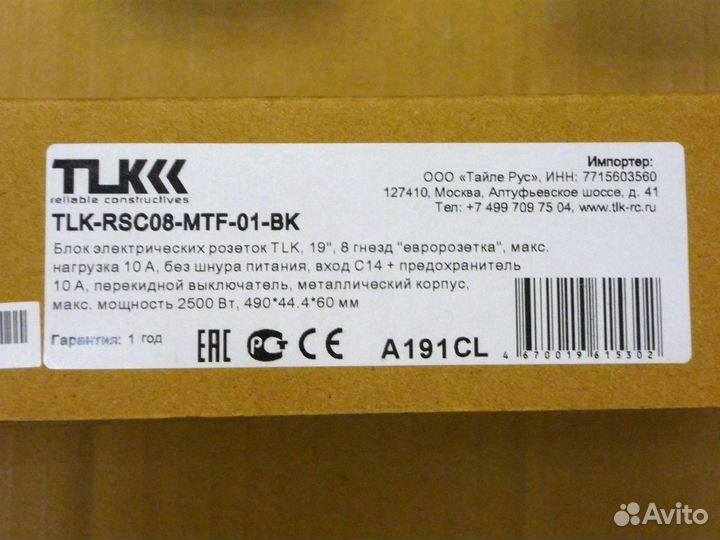 TLK
reliable constructives
Импортер:
ООО «Тайле Рус», ИНН: 7715603560
127410, Москва, Алтуфьевское шоссе, д. 41
Тел.: +7 499 709 75 04, www.tlk-rc.ru
TLK-RSC08-MTF-01-BK
Блок электрических розеток TLK, 19", 8 гнезд "евророзетка", макс.
нагрузка 10 А, без шнура питания, вход С14 + предохранитель
10 А, перекидной выключатель, металлический корпус,
макс. мощность 2500 Вт, 490*44.4*60 мм
Гарантия: 1 год
EAC PCT CE
A191CL
4 670019 615302
Avito